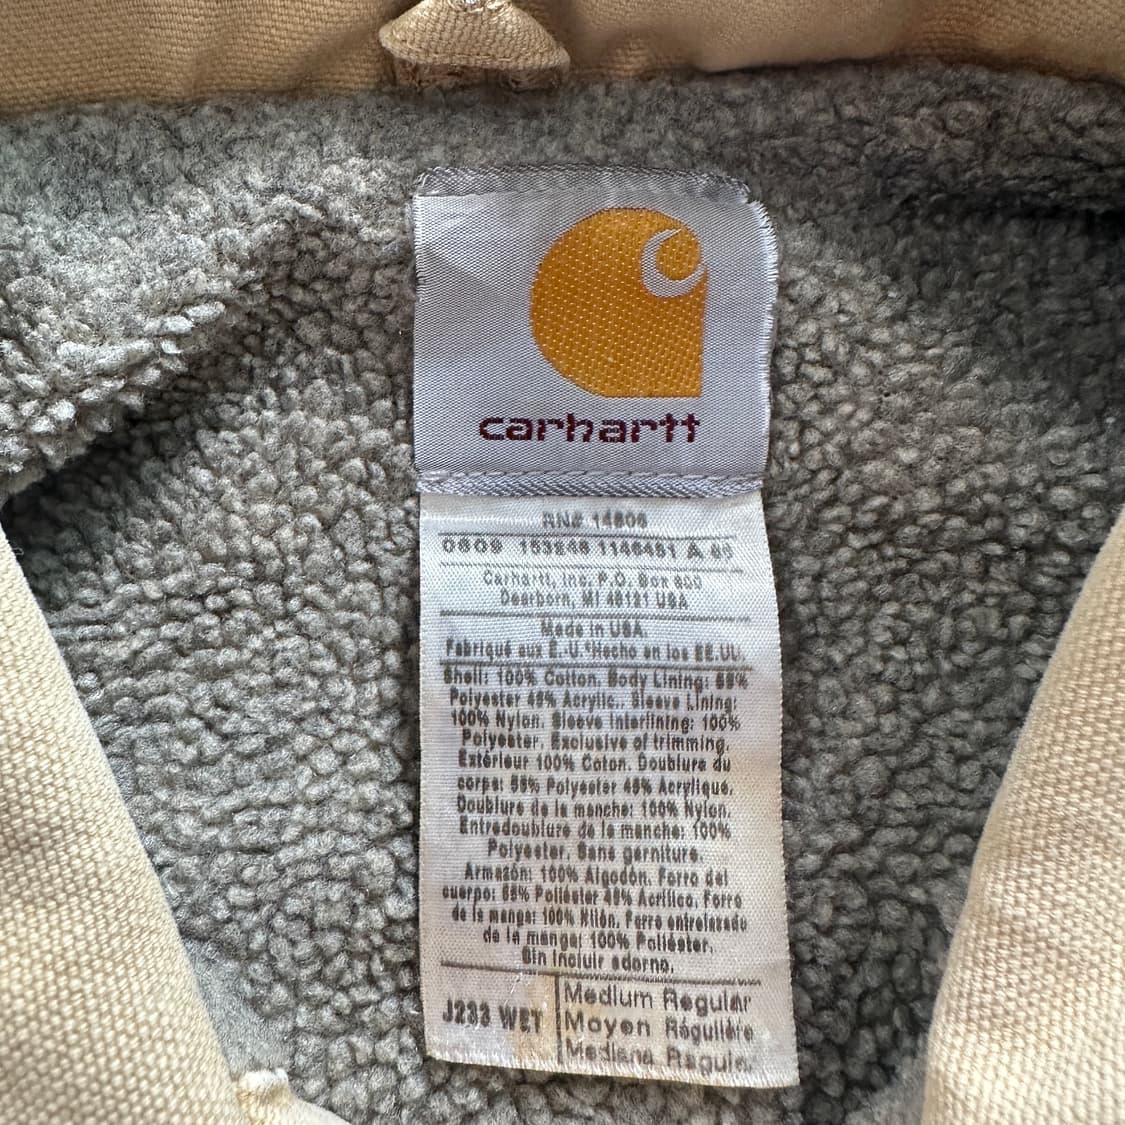 carhartt
RN# 14806
0609 153248 1146451 A 40
Carhartt, Inc. P.O. Box 600
Dearborn, MI 48121 USA
Made in USA.
Fabriqué aux E.U.*Hecho en los EE.UU.
Shell: 100% Cotton. Body Lining: 55%
Polyester 45% Acrylic.. Sleeve Lining:
100% Nylon. Sleeve Interlining: 100%
Polyester. Exclusive of trimming.
Extérieur 100% Coton. Doublure du
corps: 55% Polyester 45% Acrylique.
Doublure de la manche: 100% Nylon.
Entredoublure de la manche: 100%
Polyester. Sans garniture.
Armazón: 100% Algodón. Forro del
cuerpo: 55% Poliéster 45% Acrílico. Forro
de la manga: 100% Nilón. Forro entrelazado
de la manga: 100% Poliéster.
Sin incluir adorno.
J233 WET
Medium Regular
Moyen Régulière
Mediana Regular